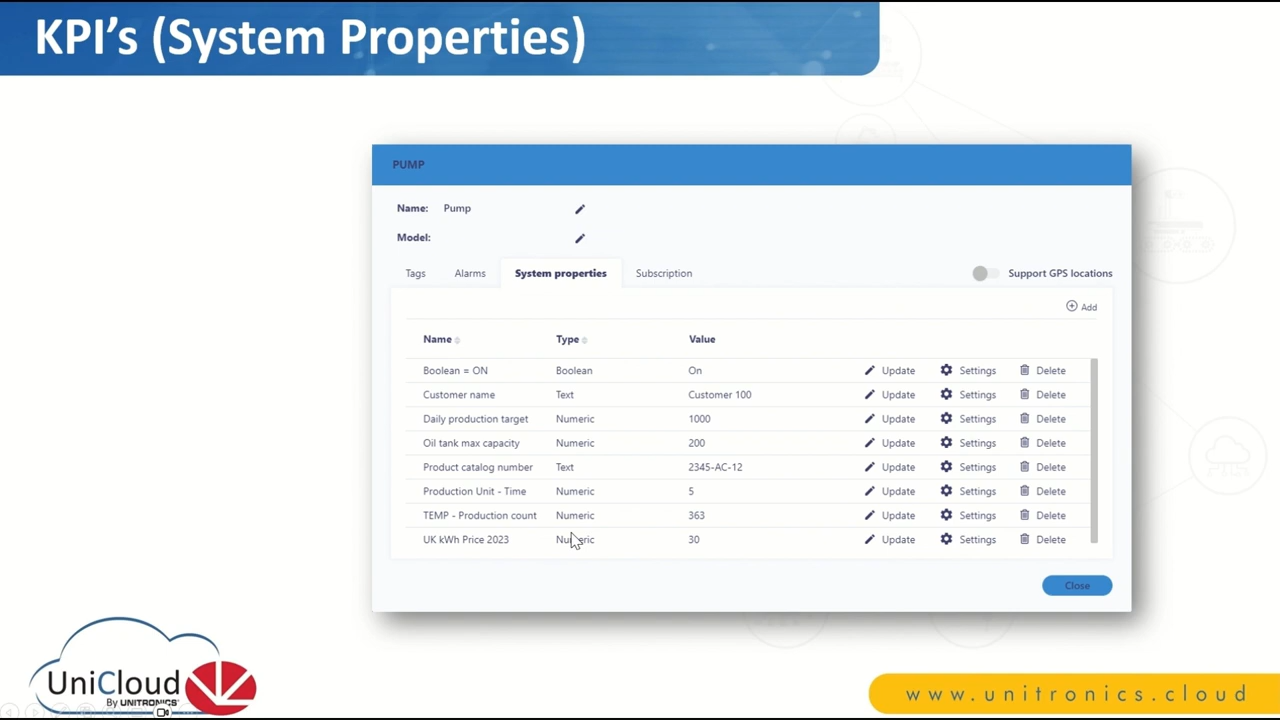 KPI’s (System Properties)
PUMP
Name: Pump
Model:
Tags Alarms System properties Subscription Support GPS locations
Add
Name Type Value
Boolean = ON Boolean On Update Settings Delete
Customer name Text Customer 100 Update Settings Delete
Daily production target Numeric 1000 Update Settings Delete
Oil tank max capacity Numeric 200 Update Settings Delete
Product catalog number Text 2345-AC-12 Update Settings Delete
Production Unit - Time Numeric 5 Update Settings Delete
TEMP - Production count Numeric 363 Update Settings Delete
UK kWh Price 2023 Numeric 30 Update Settings Delete
Close
UniCloud
By UNITRONICS
www.unitronics.cloud